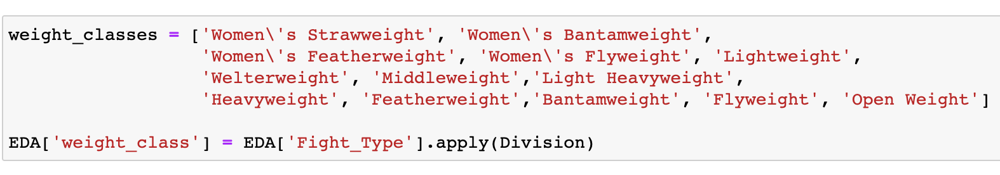 weight_classes = ['Women\'s Strawweight', 'Women\'s Bantamweight',
'Women\'s Featherweight', 'Women\'s Flyweight', 'Lightweight',
'Welterweight', 'Middleweight','Light Heavyweight',
'Heavyweight', 'Featherweight','Bantamweight', 'Flyweight', 'Open Weight']
EDA['weight_class'] = EDA['Fight_Type'].apply(Division)